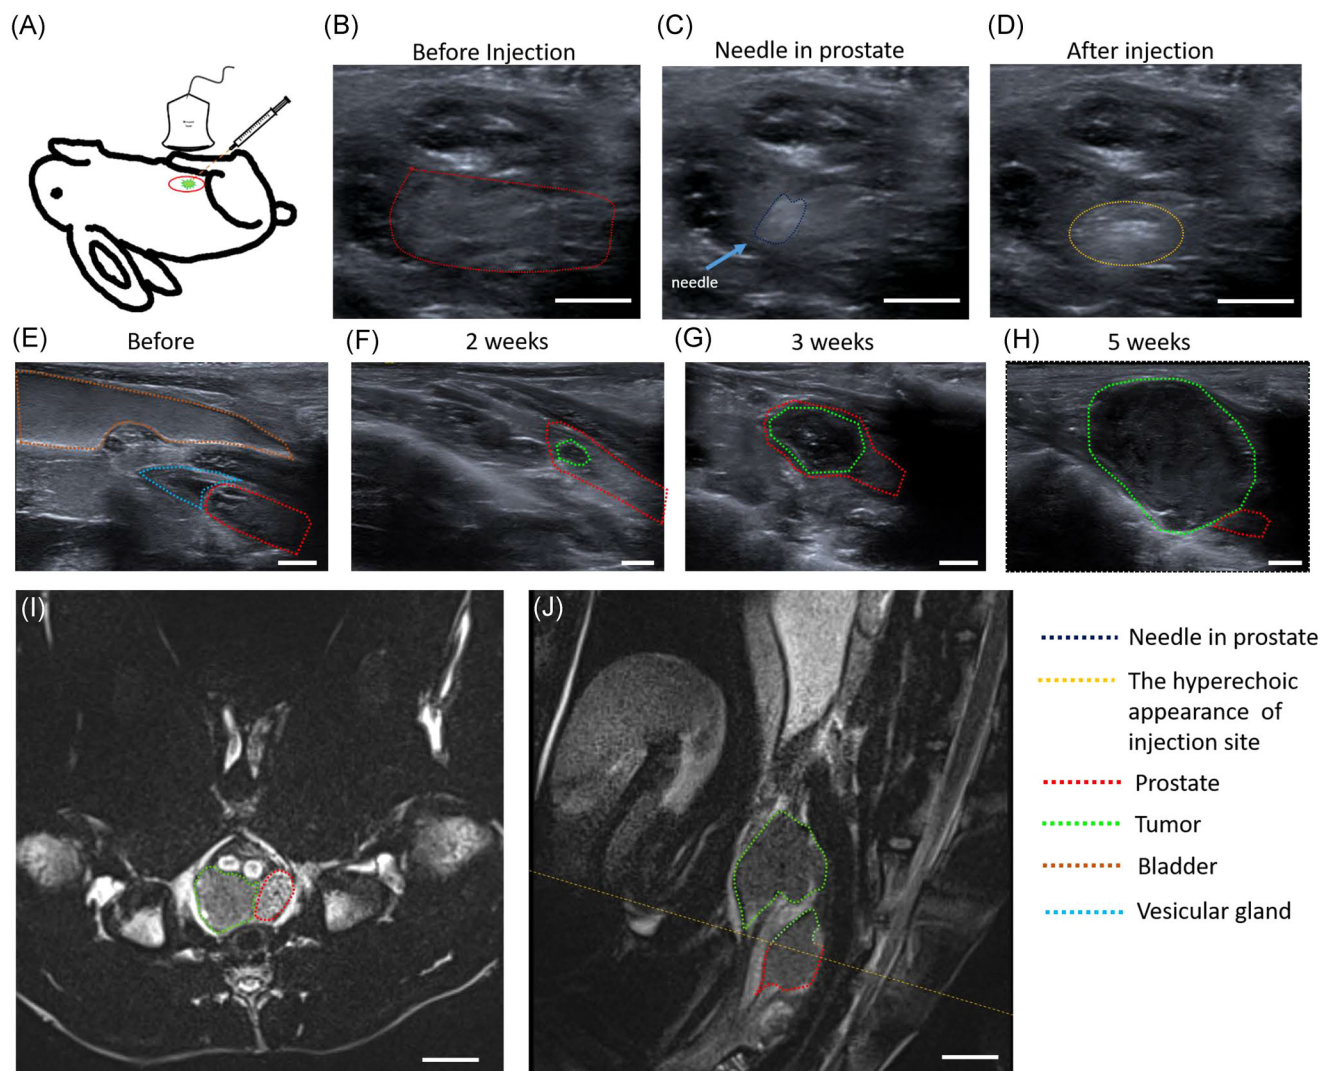 (A)
(B)
Before Injection
(C)
Needle in prostate
(D)
After injection
needle
(E)
Before
(F)
2 weeks
(G)
3 weeks
(H)
5 weeks
(I)
(J)
Needle in prostate
The hyperechoic
appearance of
injection site
Prostate
Tumor
Bladder
Vesicular gland